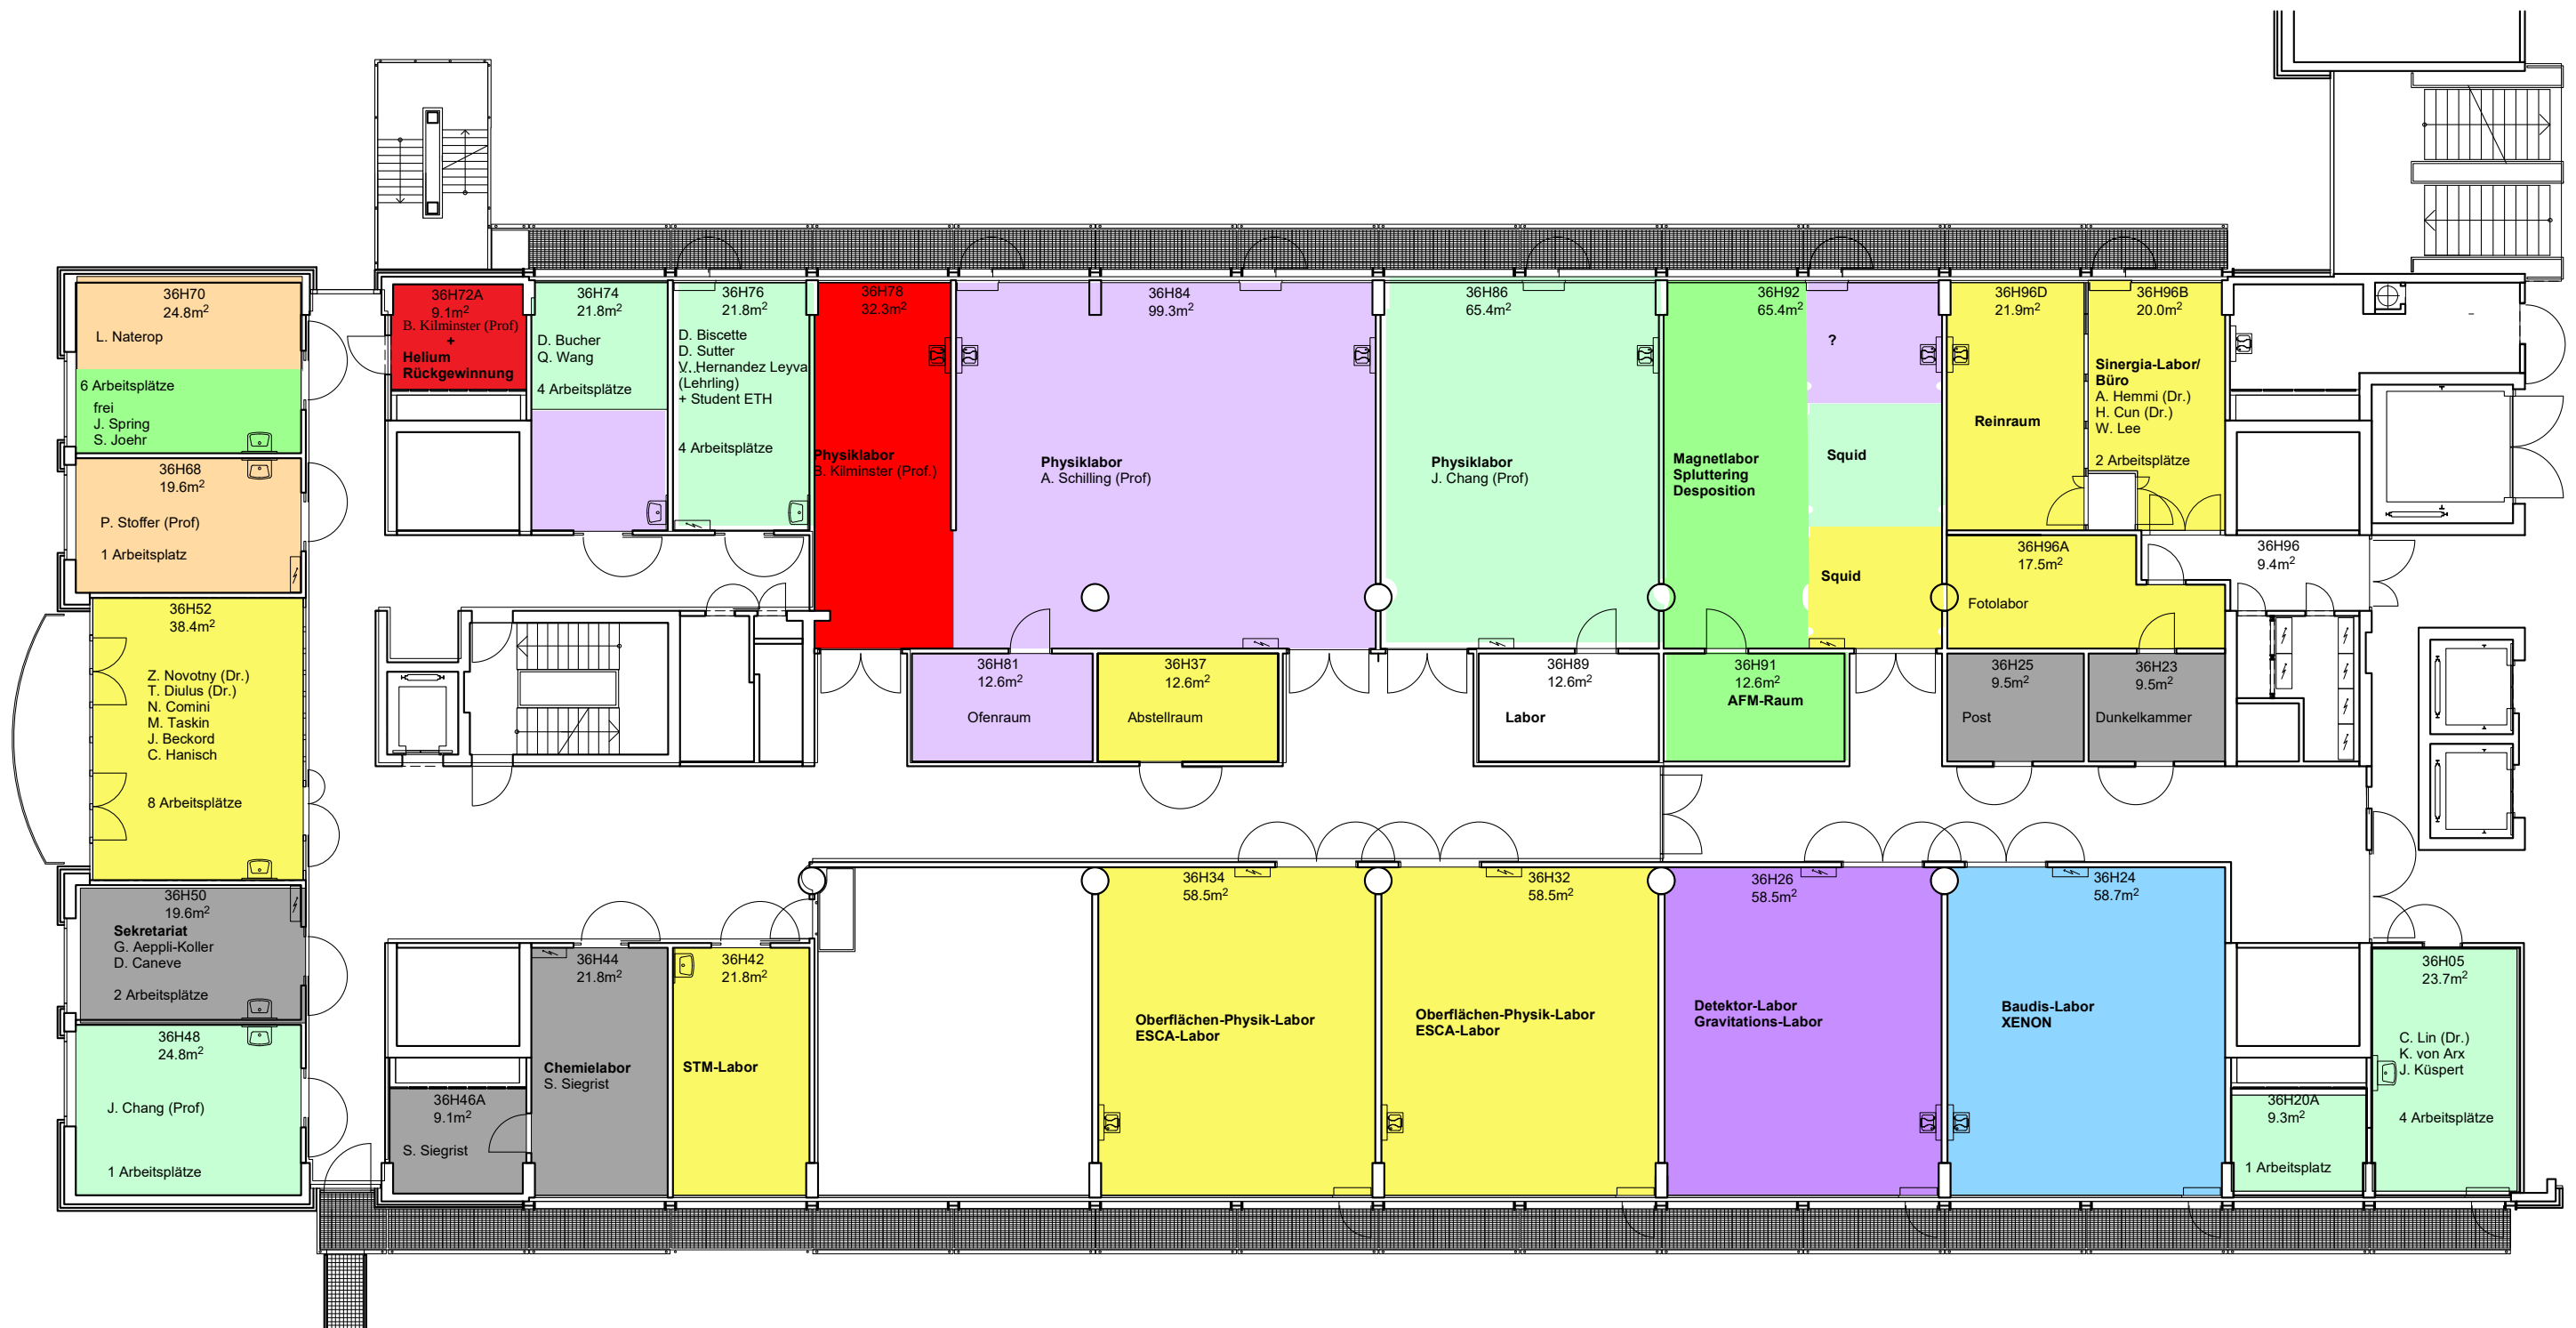 36H70
24.8m²
L. Naterop
6 Arbeitsplätze
frei
J. Spring
S. Joehr
36H68
19.6m²
P. Stoffer (Prof)
1 Arbeitsplatz
36H52
38.4m²
Z. Novotny (Dr.)
T. Diulus (Dr.)
N. Comini
M. Taskin
J. Beckord
C. Hanisch
8 Arbeitsplätze
36H50
19.6m²
Sekretariat
G. Aeppli-Koller
D. Caneve
2 Arbeitsplätze
36H48
24.8m²
J. Chang (Prof)
1 Arbeitsplätze
36H72A
9.1m²
B. Kilminster (Prof)
+
Helium
Rückgewinnung
36H74
21.8m²
D. Bucher
Q. Wang
4 Arbeitsplätze
36H76
21.8m²
D. Biscette
D. Sutter
V. Hernandez Leyva
(Lehrling)
+ Student ETH
4 Arbeitsplätze
36H78
32.3m²
Physiklabor
B. Kilminster (Prof.)
36H84
99.3m²
Physiklabor
A. Schilling (Prof)
36H86
65.4m²
Physiklabor
J. Chang (Prof)
36H92
65.4m²
?
Magnetlabor
Spluttering
Desposition
Squid
Squid
36H96D
21.9m²
Reinraum
36H96B
20.0m²
Sinergia-Labor/
Büro
A. Hemmi (Dr.)
H. Cun (Dr.)
W. Lee
2 Arbeitsplätze
36H96A
17.5m²
Fotolabor
36H96
9.4m²
36H81
12.6m²
Ofenraum
36H37
12.6m²
Abstellraum
36H89
12.6m²
Labor
36H91
12.6m²
AFM-Raum
36H25
9.5m²
Post
36H23
9.5m²
Dunkelkammer
36H46A
9.1m²
S. Siegrist
36H44
21.8m²
Chemielabor
S. Siegrist
36H42
21.8m²
STM-Labor
36H34
58.5m²
Oberflächen-Physik-Labor
ESCA-Labor
36H32
58.5m²
Oberflächen-Physik-Labor
ESCA-Labor
36H26
58.5m²
Detektor-Labor
Gravitations-Labor
36H24
58.7m²
Baudis-Labor
XENON
36H20A
9.3m²
1 Arbeitsplatz
36H05
23.7m²
C. Lin (Dr.)
K. von Arx
J. Küspert
4 Arbeitsplätze